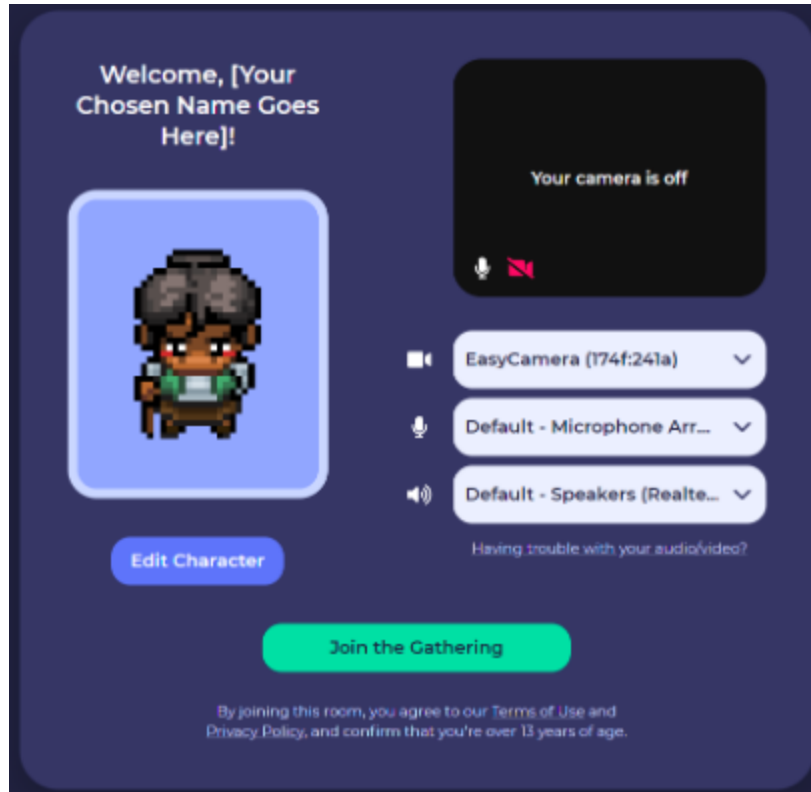 Welcome, [Your
Chosen Name Goes
Here]!
Your camera is off
EasyCamera (174f:241a)
Default - Microphone Arr...
Default - Speakers (Realte...
Having trouble with your audio/video?
Edit Character
Join the Gathering
By joining this room, you agree to our Terms of Use and
Privacy Policy, and confirm that you're over 13 years of age.